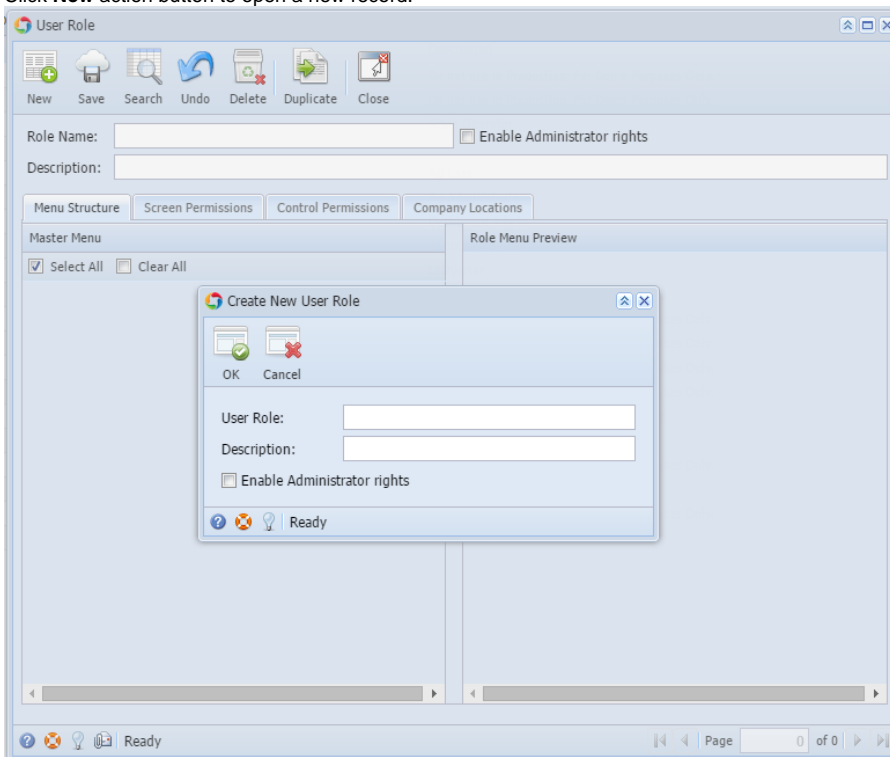 Click New action button to open a new record.
User Role
New Save Search Undo Delete Duplicate Close
Role Name: Enable Administrator rights
Description:
Menu Structure Screen Permissions Control Permissions Company Locations
Master Menu Role Menu Preview
Select All Clear All
Create New User Role
OK Cancel
User Role:
Description:
Enable Administrator rights
Ready
Ready Page 0 of 0